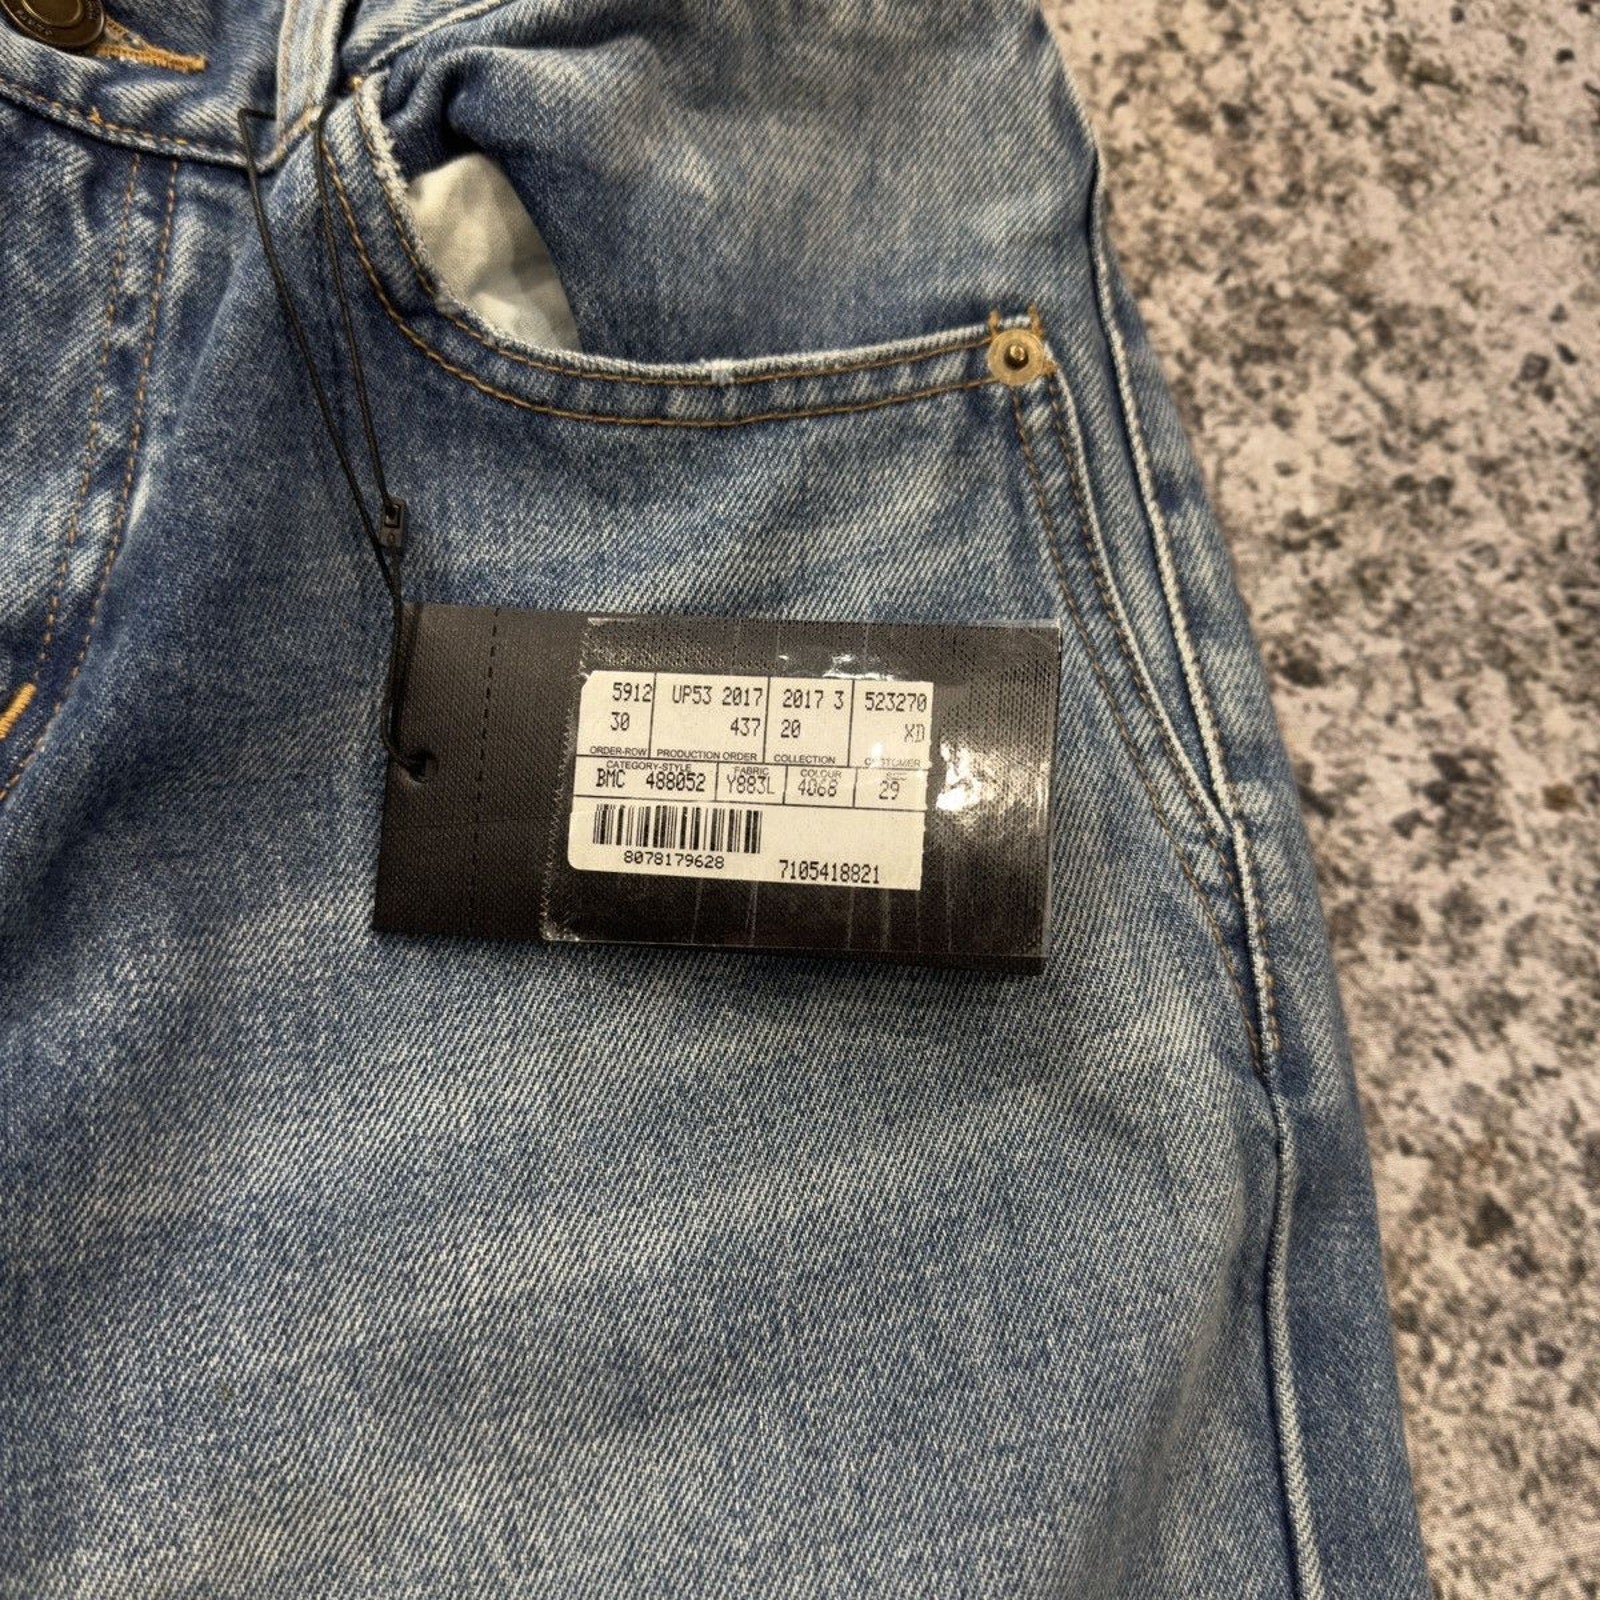 5912 UP53 2017 2017 3 523270
30 437 20 XD
ORDER-ROW PRODUCTION ORDER COLLECTION CUSTOMER
CATEGORY-STYLE FABRIC COLOUR
BMC 488052 Y883L 4068 29
8078179628 7105418821